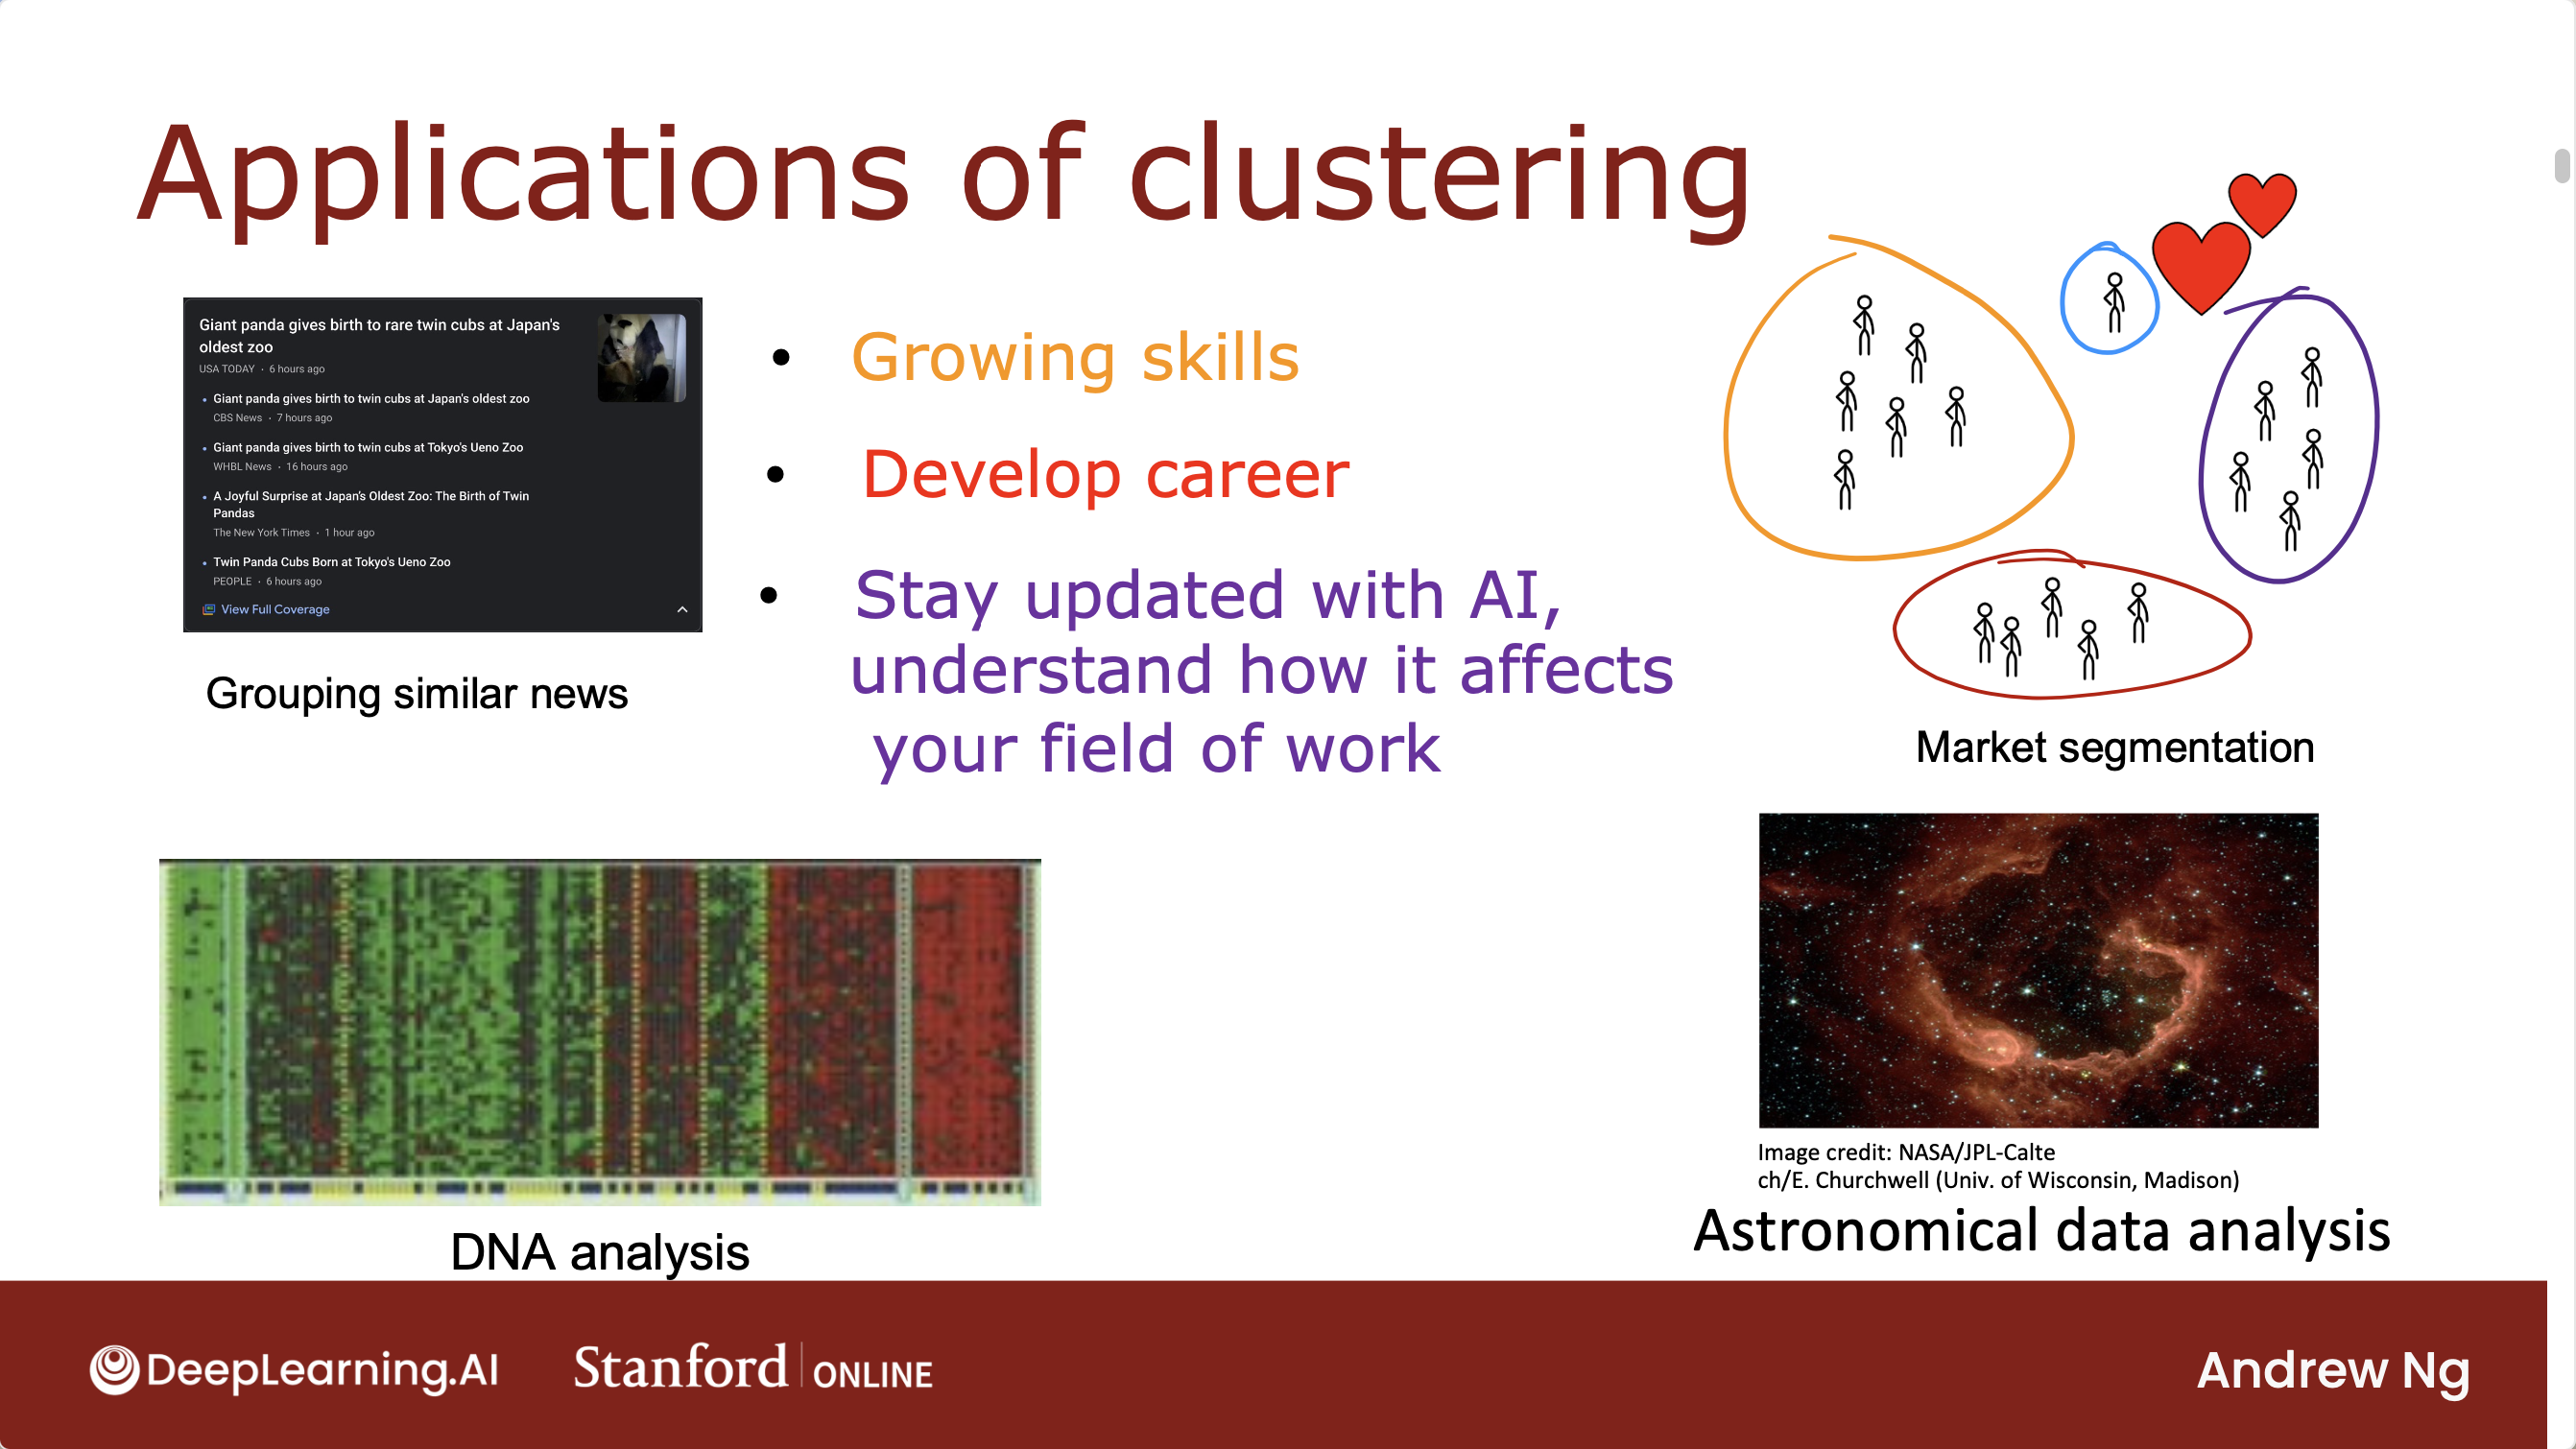 Applications of clustering
Giant panda gives birth to rare twin cubs at Japan's
oldest zoo
USA TODAY · 6 hours ago
• Giant panda gives birth to twin cubs at Japan's oldest zoo
CBS News · 7 hours ago
• Giant panda gives birth to twin cubs at Tokyo's Ueno Zoo
WHBL News · 16 hours ago
• A Joyful Surprise at Japan's Oldest Zoo: The Birth of Twin
Pandas
The New York Times · 1 hour ago
• Twin Panda Cubs Born at Tokyo's Ueno Zoo
PEOPLE · 6 hours ago
View Full Coverage
Grouping similar news
• Growing skills
• Develop career
• Stay updated with AI,
understand how it affects
your field of work
Market segmentation
DNA analysis
Image credit: NASA/JPL-Calte
ch/E. Churchwell (Univ. of Wisconsin, Madison)
Astronomical data analysis
DeepLearning.AI
Stanford | ONLINE
Andrew Ng